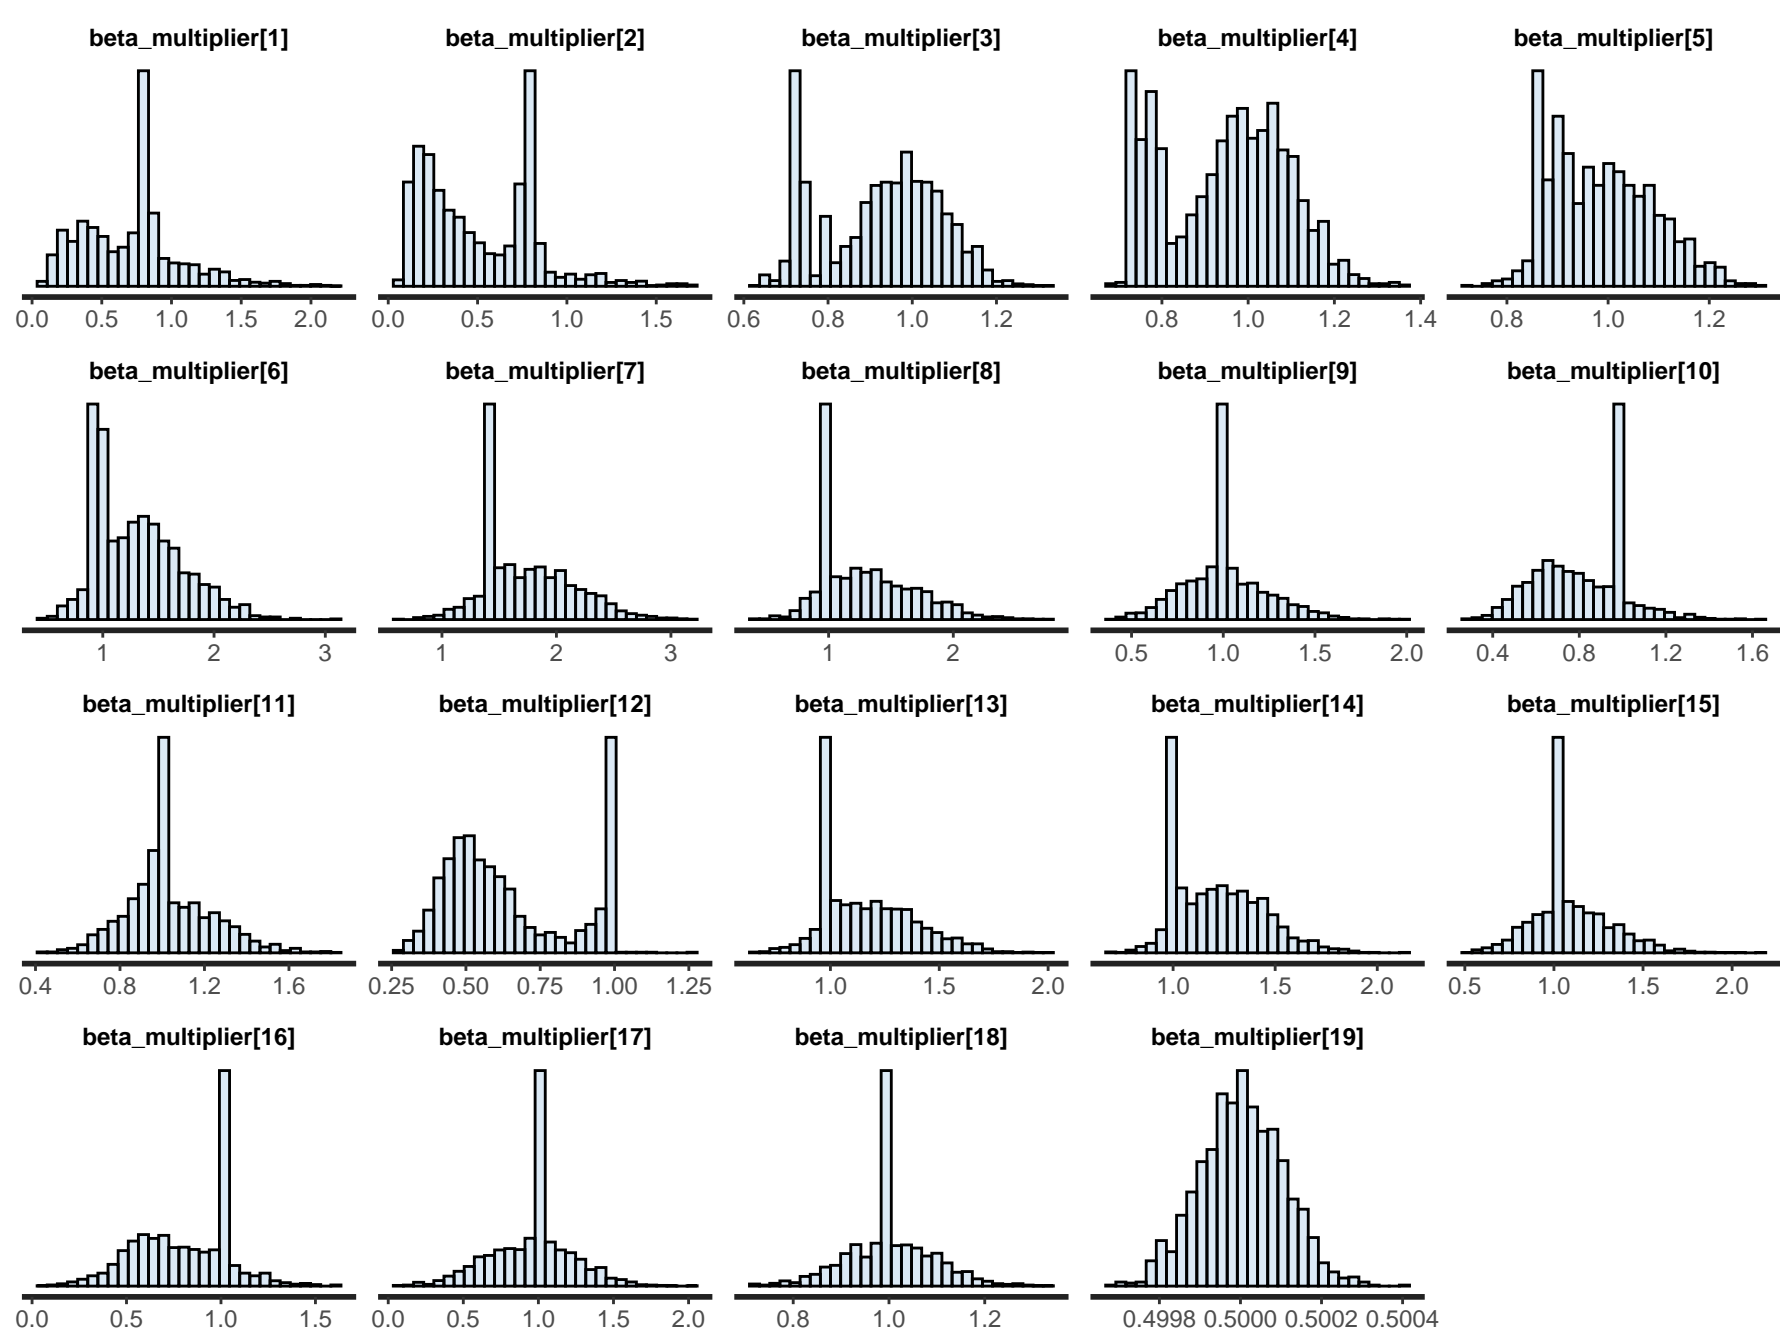 beta_multiplier[1] beta_multiplier[2] beta_multiplier[3] beta_multiplier[4] beta_multiplier[5]
0.0 0.5 1.0 1.5 2.0 0.0 0.5 1.0 1.5 0.6 0.8 1.0 1.2 0.8 1.0 1.2 1.4 0.8 1.0 1.2
beta_multiplier[6] beta_multiplier[7] beta_multiplier[8] beta_multiplier[9] beta_multiplier[10]
1 2 3 1 2 3 1 2 0.5 1.0 1.5 2.0 0.4 0.8 1.2 1.6
beta_multiplier[11] beta_multiplier[12] beta_multiplier[13] beta_multiplier[14] beta_multiplier[15]
0.4 0.8 1.2 1.6 0.25 0.50 0.75 1.00 1.25 1.0 1.5 2.0 1.0 1.5 2.0 0.5 1.0 1.5 2.0
beta_multiplier[16] beta_multiplier[17] beta_multiplier[18] beta_multiplier[19]
0.0 0.5 1.0 1.5 0.0 0.5 1.0 1.5 2.0 0.8 1.0 1.2 0.4998 0.5000 0.5002 0.5004